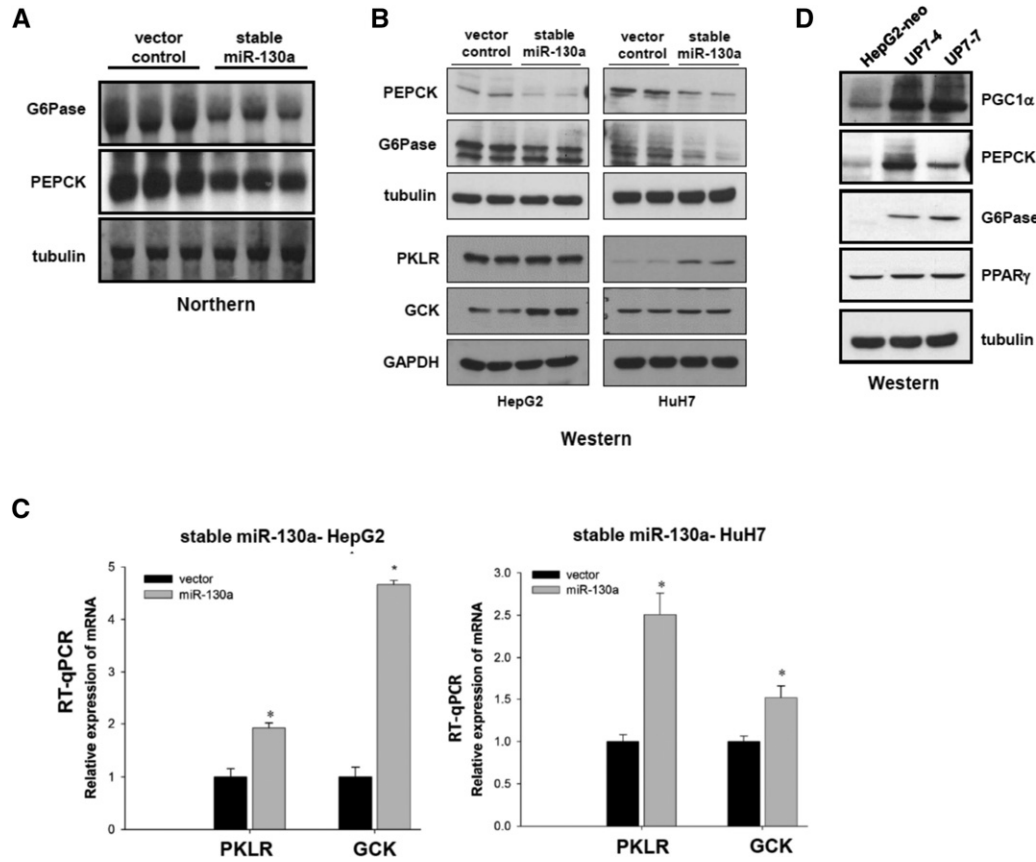 A
vector control
stable miR-130a
G6Pase
PEPCK
tubulin
Northern
B
vector control
stable miR-130a
vector control
stable miR-130a
PEPCK
G6Pase
tubulin
PKLR
GCK
GAPDH
HepG2
HuH7
Western
D
HepG2-neo
UP7-4
UP7-7
PGC1α
PEPCK
G6Pase
PPARγ
tubulin
Western
C
stable miR-130a- HepG2
RT-qPCR
Relative expression of mRNA
5
4
3
2
1
0
vector
miR-130a
*
*
PKLR
GCK
stable miR-130a- HuH7
RT-qPCR
Relative expression of mRNA
3.0
2.5
2.0
1.5
1.0
0.5
0.0
vector
miR-130a
*
*
PKLR
GCK